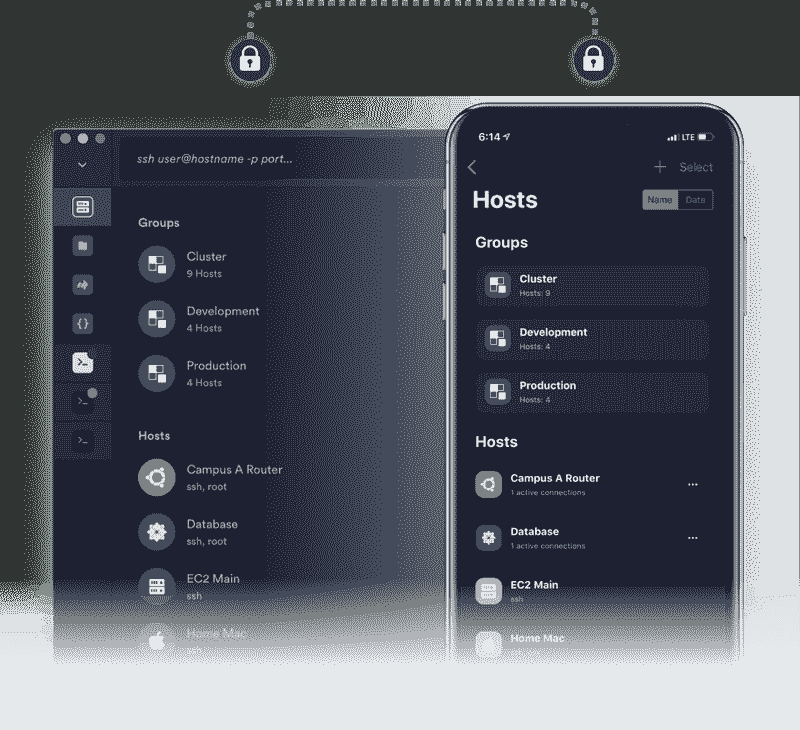 ssh user@hostname -p port...
Groups
Cluster
9 Hosts
Development
4 Hosts
Production
4 Hosts
Hosts
Campus A Router
ssh, root
Database
ssh, root
EC2 Main
ssh
Home Mac
ssh
6:14
LTE
Select
Hosts
Name
Date
Groups
Cluster
Hosts: 9
Development
Hosts: 4
Production
Hosts: 4
Hosts
Campus A Router
1 active connections
Database
1 active connections
EC2 Main
ssh
Home Mac